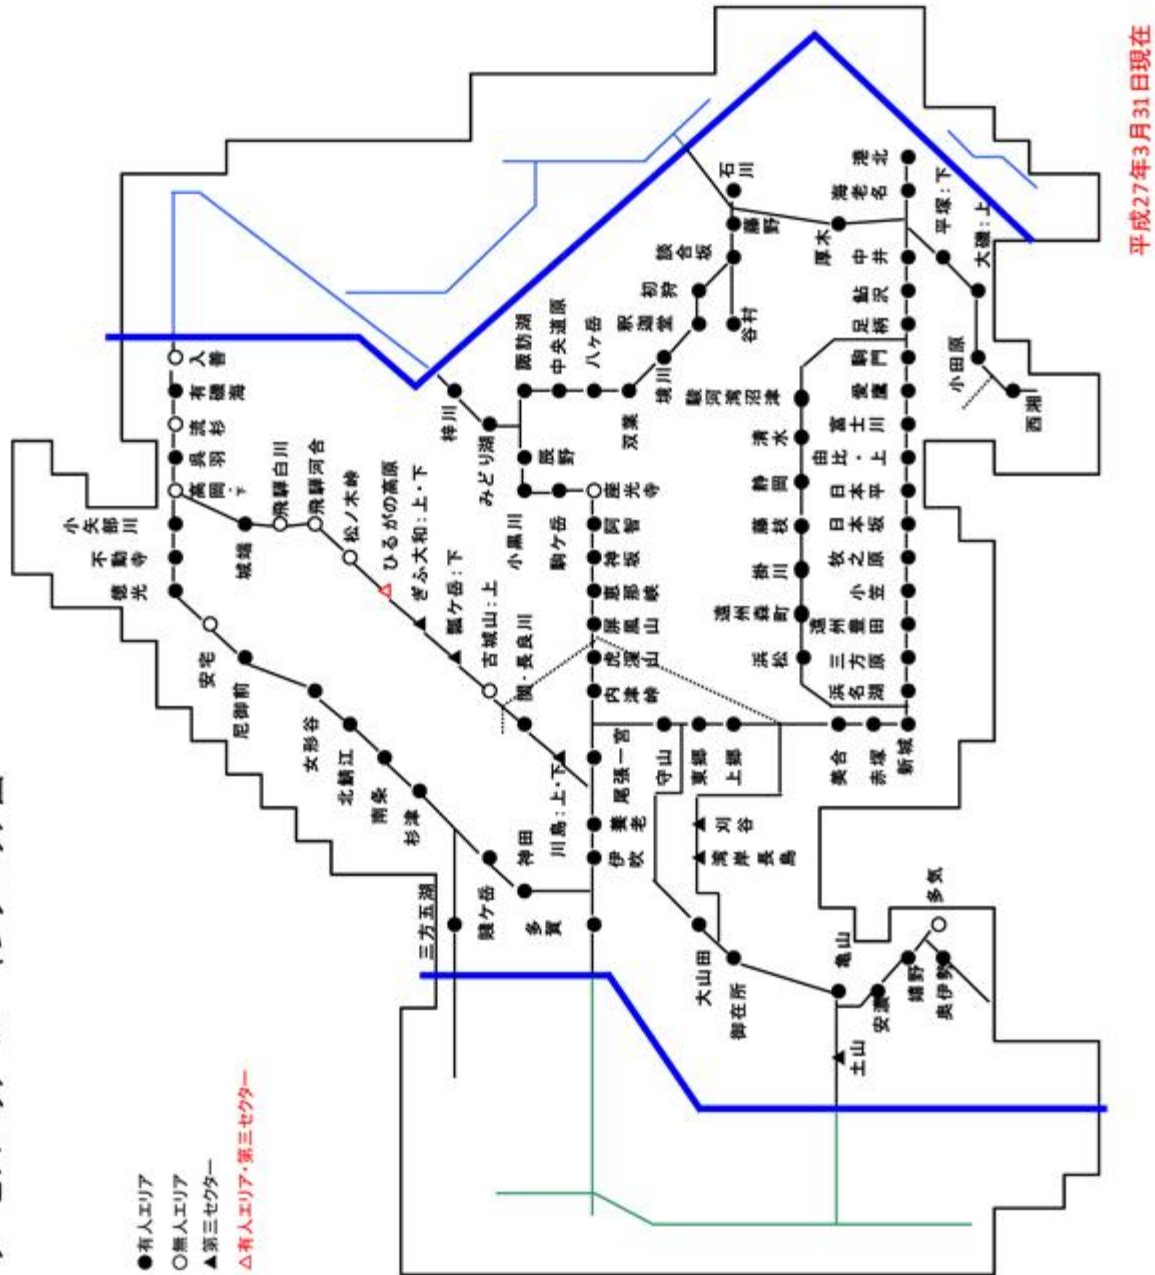 ●有人エリア
○無人エリア
▲第三セクター
△有人エリア・第三セクター
入善
有磯海
流杉
呉羽
高岡・下
小矢部川
不動寺
徳光
安宅
尼御前
女形谷
北鯖江
南条
杉津
神田
賤ケ岳
三方五湖
多賀
城端
飛騨白川
飛騨河合
松ノ木峠
ひるがの高原
ぎふ大和:上・下
瓢ケ岳:下
古城山:上
関・長良川
川島:上・下
梓川
みどり湖
諏訪湖
中央道原
八ヶ岳
双葉
境川
釈迦堂
初狩
談合坂
谷村
藤野
石川
辰野
小黒川
駒ケ岳
座光寺
阿智
神坂
恵那峡
屏風山
虎渓山
内津峠
尾張一宮
養老
伊吹
守山
東郷
上郷
美合
赤塚
新城
刈谷
湾岸長島
大山田
御在所
亀山
土山
安濃
嬉野
奥伊勢
多気
駿河湾沼津
清水
静岡
藤枝
掛川
遠州森町
浜松
港北
海老名
厚木
中井
鮎沢
足柄
駒門
愛鷹
富士川
由比・上
日本平
日本坂
牧之原
小笠
遠州豊田
三方原
浜名湖
平塚:下
大磯:上
小田原
西湘
平成27年3月31日現在